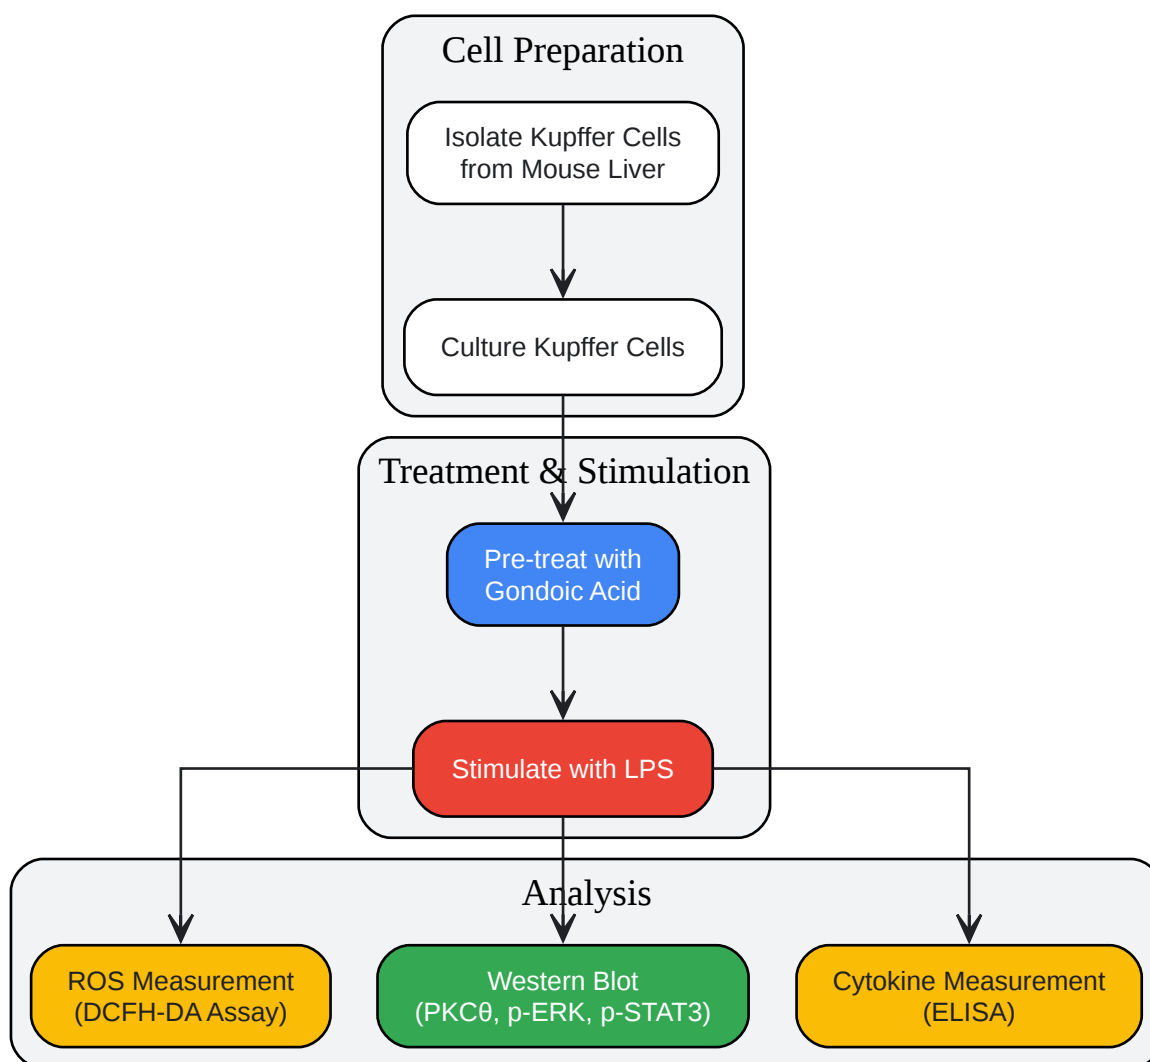 Cell Preparation
Isolate Kupffer Cells
from Mouse Liver
Culture Kupffer Cells
Treatment & Stimulation
Pre-treat with
Gondoic Acid
Stimulate with LPS
Analysis
ROS Measurement
(DCFH-DA Assay)
Western Blot
(PKCθ, p-ERK, p-STAT3)
Cytokine Measurement
(ELISA)